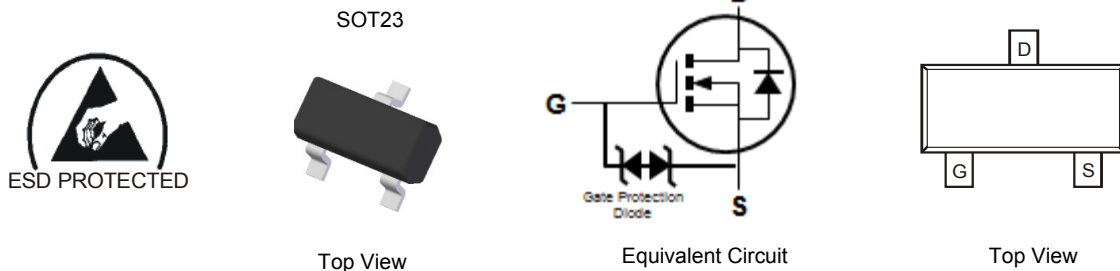 SOT23
ESD PROTECTED
Top View
G
Gate Protection
Diode
S
Equivalent Circuit
D
G
S
Top View